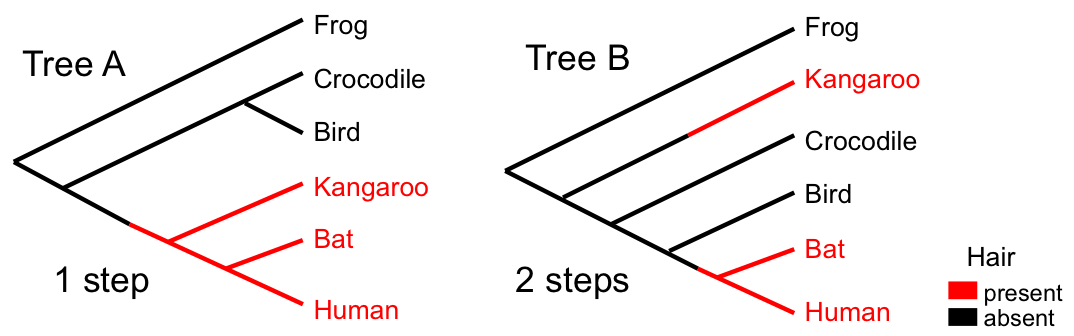 Tree A
Frog
Crocodile
Bird
Kangaroo
Bat
Human
1 step
Tree B
Frog
Kangaroo
Crocodile
Bird
Bat
Human
2 steps
Hair
present
absent